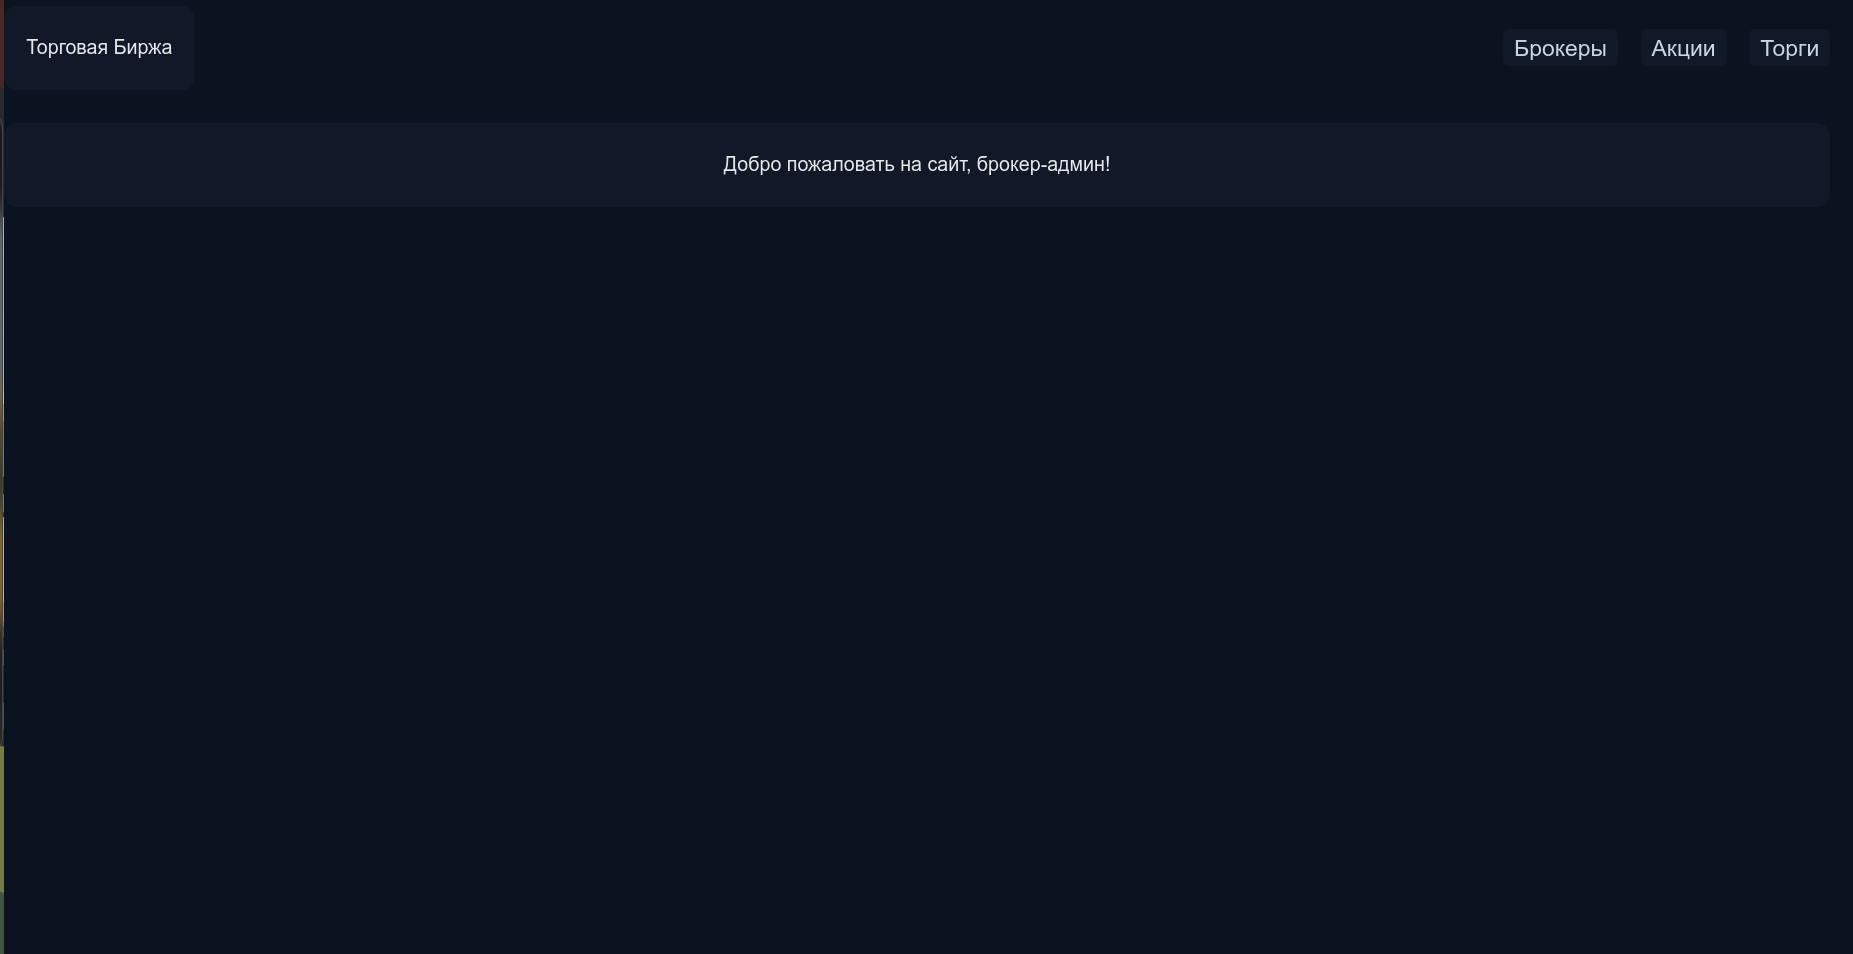 Торговая Биржа
Брокеры
Акции
Торги
Добро пожаловать на сайт, брокер-админ!